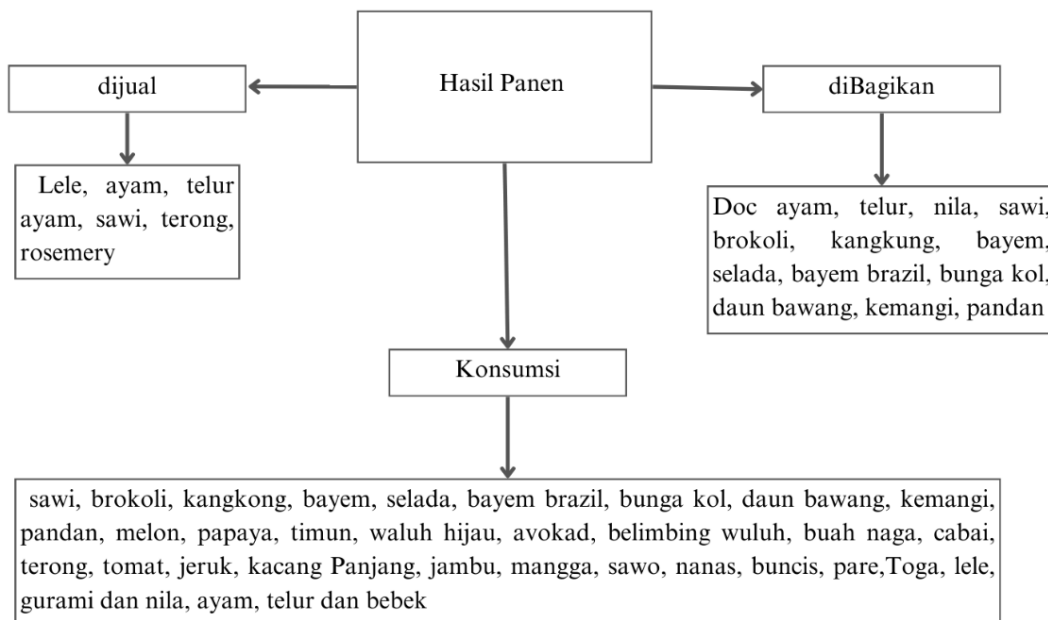 Hasil Panen
dijual
diBagikan
Lele, ayam, telur
ayam, sawi, terong,
rosemery
Doc ayam, telur, nila, sawi,
brokoli, kangkung, bayem,
selada, bayem brazil, bunga kol,
daun bawang, kemangi, pandan
Konsumsi
sawi, brokoli, kangkong, bayem, selada, bayem brazil, bunga kol, daun bawang, kemangi,
pandan, melon, papaya, timun, waluh hijau, avokad, belimbing wuluh, buah naga, cabai,
terong, tomat, jeruk, kacang Panjang, jambu, mangga, sawo, nanas, buncis, pare,Toga, lele,
gurami dan nila, ayam, telur dan bebek